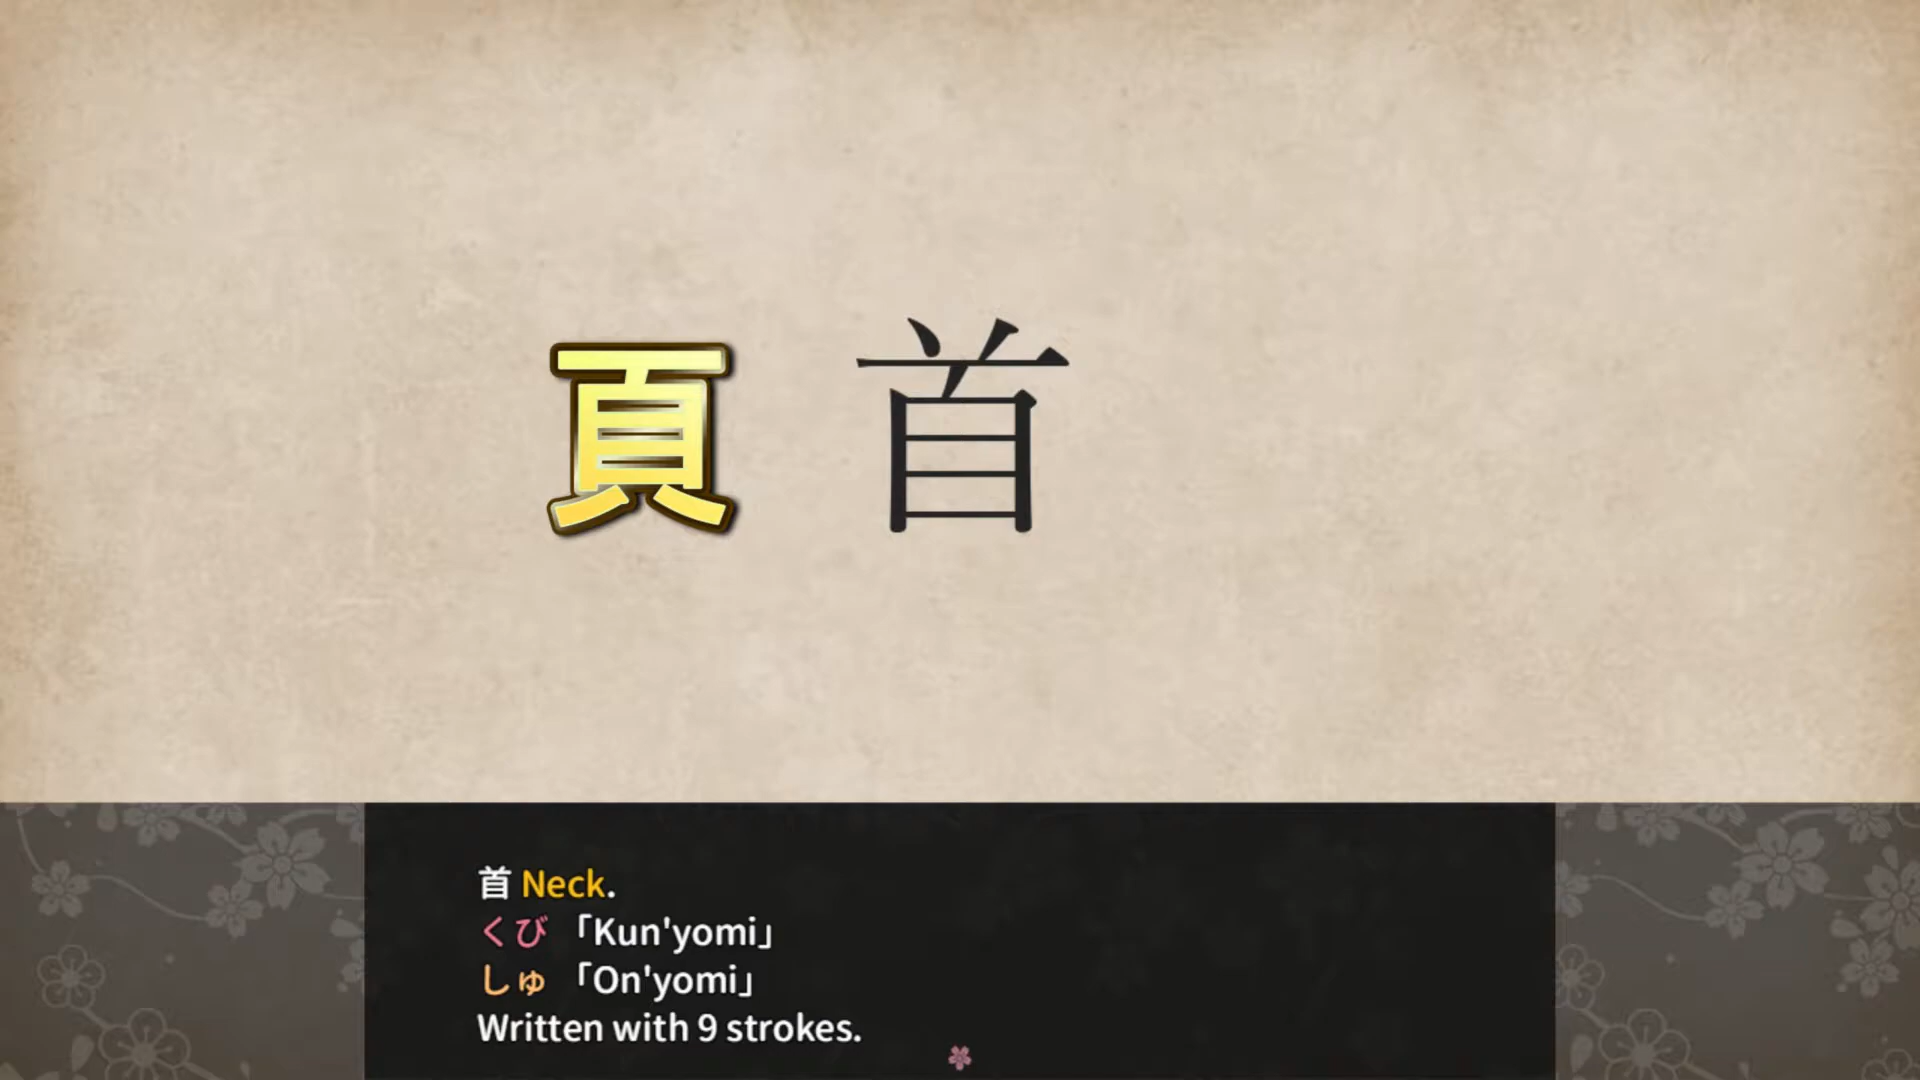 頁 首
首 Neck.
くび 「Kun'yomi」
しゅ 「On'yomi」
Written with 9 strokes.